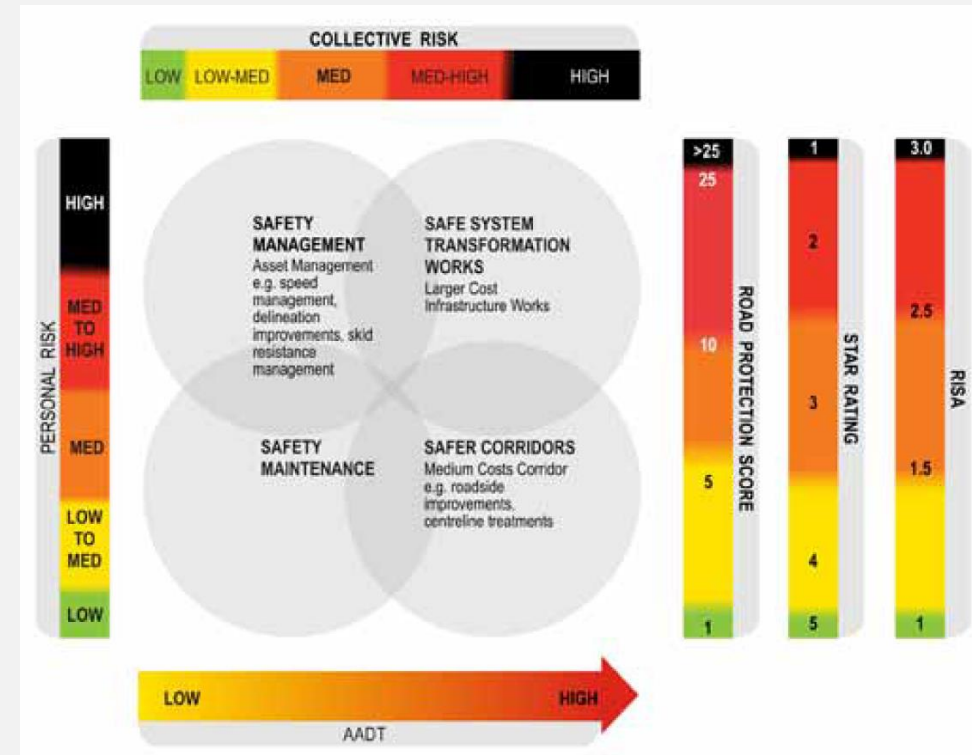 COLLECTIVE RISK
LOW LOW-MED MED MED-HIGH HIGH
PERSONAL RISK
HIGH
MED
TO
HIGH
MED
LOW
TO
MED
LOW
SAFETY
MANAGEMENT
Asset Management
e.g. speed
management,
delineation
improvements, skid
resistance
management
SAFE SYSTEM
TRANSFORMATION
WORKS
Larger Cost
Infrastructure Works
SAFETY
MAINTENANCE
SAFER CORRIDORS
Medium Costs Corridor
e.g. roadside
improvements,
centreline treatments
>25
25
10
5
1
ROAD PROTECTION SCORE
1
2
3
4
5
STAR RATING
3.0
2.5
1.5
1
RISA
LOW HIGH
AADT